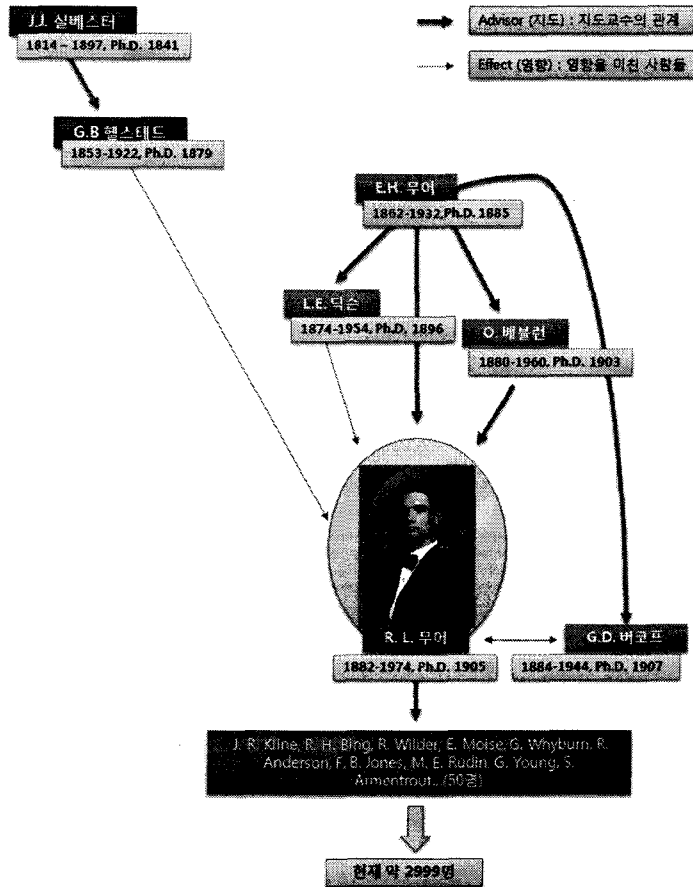 J.J. 실베스터
1814 – 1897, Ph.D. 1841
Advisor (지도) : 지도교수의 관계
Effect (영향) : 영향을 미친 사람들
G.B 핼스테드
1853-1922, Ph.D. 1879
E.H. 무어
1862-1932, Ph.D. 1885
L.E. 딕슨
1874-1954, Ph.D. 1896
O. 베블런
1880-1960, Ph.D. 1903
R. L. 무어
1882-1974, Ph.D. 1905
G.D. 버코프
1884-1944, Ph.D. 1907
J. R. Kline, R. H. Bing, R. Wilder, E. Moise, G. Whyburn, R.
Anderson, F. B. Jones, M. E. Rudin, G. Young, S.
Armentrout.. (50명)
현재 약 2999명